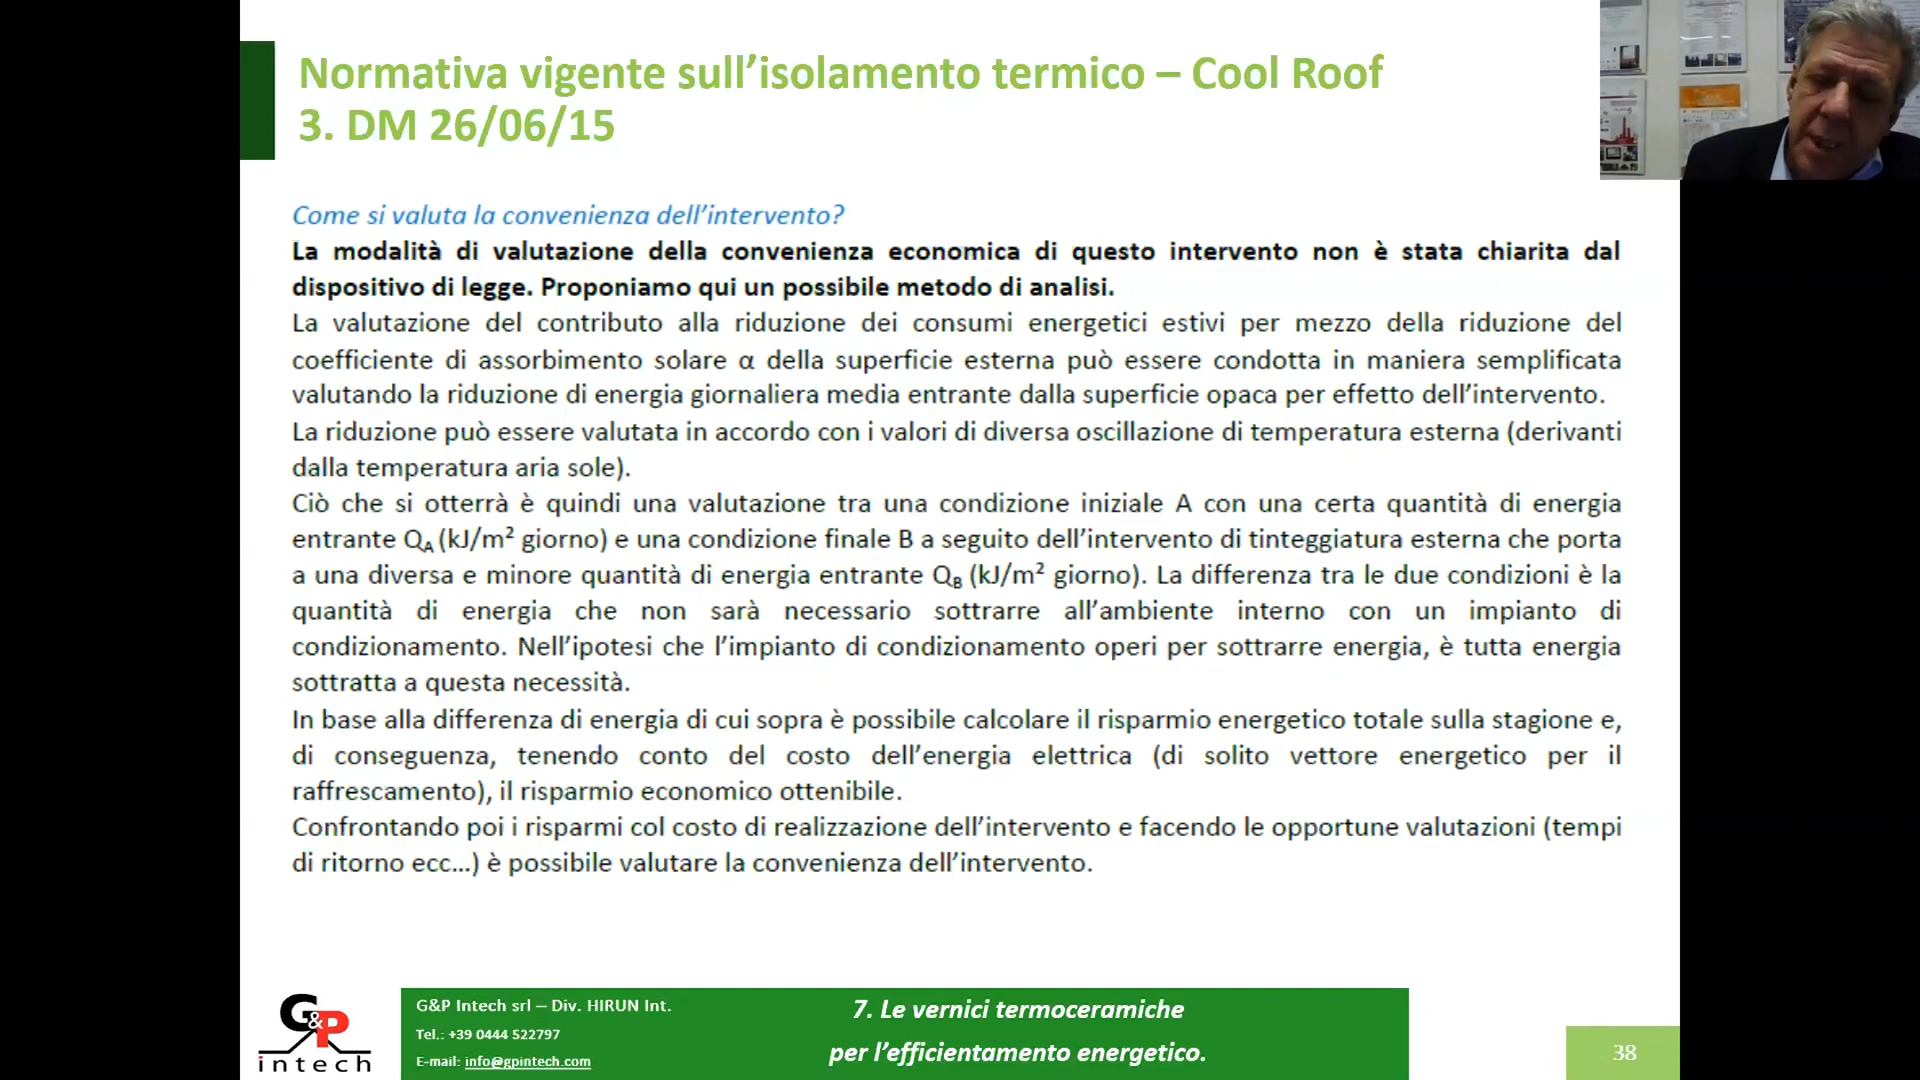 Normativa vigente sull'isolamento termico – Cool Roof
3. DM 26/06/15
Come si valuta la convenienza dell'intervento?
La modalità di valutazione della convenienza economica di questo intervento non è stata chiarita dal
dispositivo di legge. Proponiamo qui un possibile metodo di analisi.
La valutazione del contributo alla riduzione dei consumi energetici estivi per mezzo della riduzione del
coefficiente di assorbimento solare α della superficie esterna può essere condotta in maniera semplificata
valutando la riduzione di energia giornaliera media entrante dalla superficie opaca per effetto dell'intervento.
La riduzione può essere valutata in accordo con i valori di diversa oscillazione di temperatura esterna (derivanti
dalla temperatura aria sole).
Ciò che si otterrà è quindi una valutazione tra una condizione iniziale A con una certa quantità di energia
entrante QA (kJ/m² giorno) e una condizione finale B a seguito dell'intervento di tinteggiatura esterna che porta
a una diversa e minore quantità di energia entrante QB (kJ/m² giorno). La differenza tra le due condizioni è la
quantità di energia che non sarà necessario sottrarre all'ambiente interno con un impianto di
condizionamento. Nell'ipotesi che l'impianto di condizionamento operi per sottrarre energia, è tutta energia
sottratta a questa necessità.
In base alla differenza di energia di cui sopra è possibile calcolare il risparmio energetico totale sulla stagione e,
di conseguenza, tenendo conto del costo dell'energia elettrica (di solito vettore energetico per il
raffrescamento), il risparmio economico ottenibile.
Confrontando poi i risparmi col costo di realizzazione dell'intervento e facendo le opportune valutazioni (tempi
di ritorno ecc...) è possibile valutare la convenienza dell'intervento.
G&P
intech
G&P Intech srl – Div. HIRUN Int.
Tel.: +39 0444 522797
E-mail: info@gpintech.com
7. Le vernici termoceramiche
per l'efficientamento energetico.
38